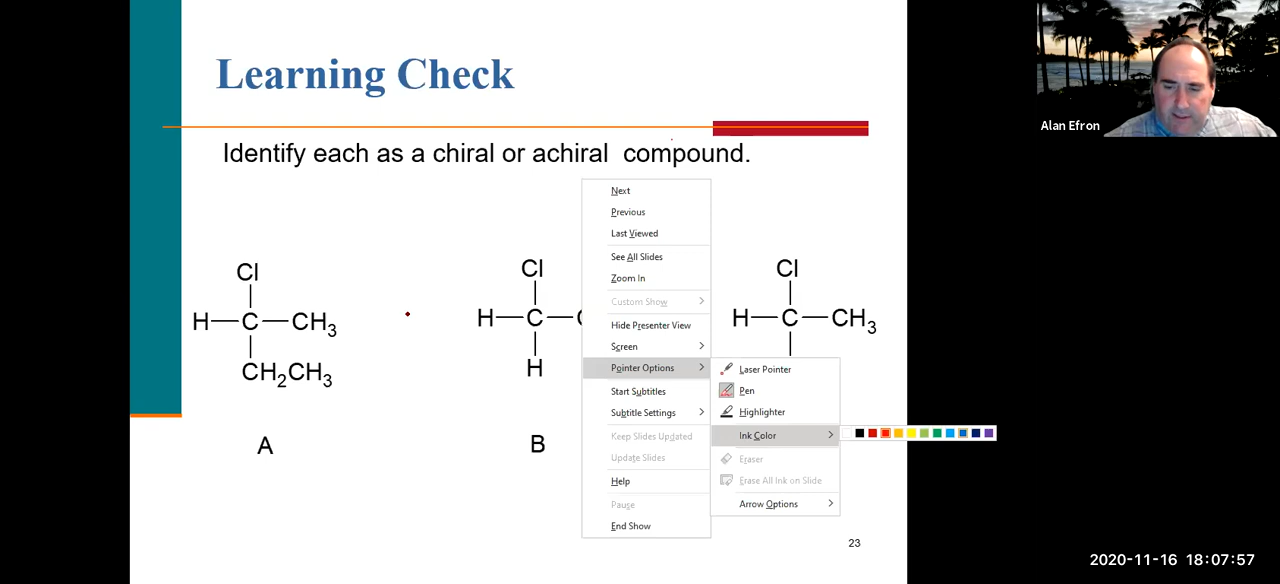 Learning Check
Alan Efron
Identify each as a chiral or achiral compound.
Cl
H C CH3
CH2CH3
A
Cl
H C
H
B
Cl
H C CH3
Next
Previous
Last Viewed
See All Slides
Zoom In
Custom Show
Hide Presenter View
Screen
Pointer Options
Start Subtitles
Subtitle Settings
Keep Slides Updated
Update Slides
Help
Pause
End Show
Laser Pointer
Pen
Highlighter
Ink Color
Eraser
Erase All Ink on Slide
Arrow Options
23
2020-11-16 18:07:57